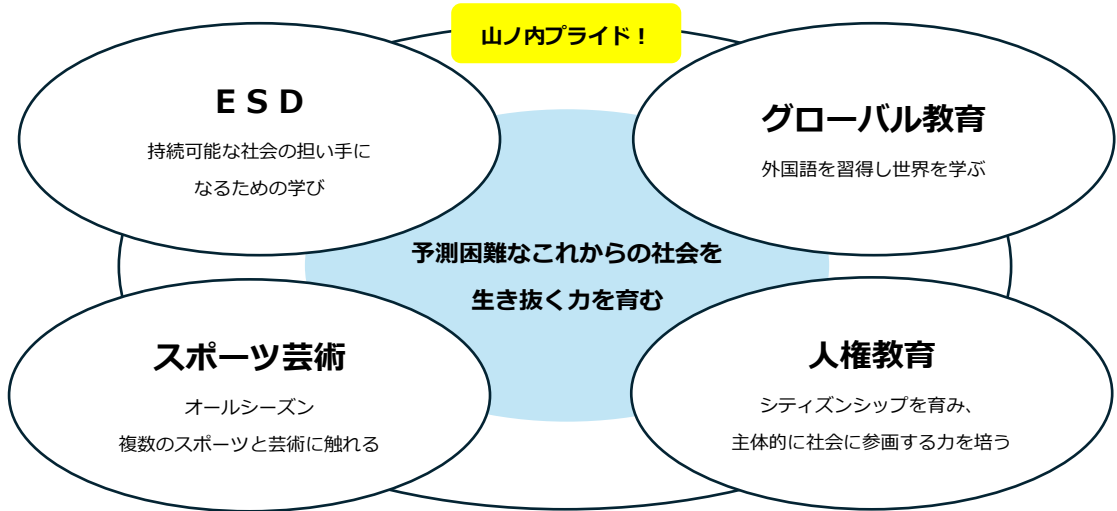 山ノ内プライド！
ＥＳＤ
持続可能な社会の担い手に
なるための学び
グローバル教育
外国語を習得し世界を学ぶ
予測困難なこれからの社会を
生き抜く力を育む
スポーツ芸術
オールシーズン
複数のスポーツと芸術に触れる
人権教育
シティズンシップを育み、
主体的に社会に参画する力を培う